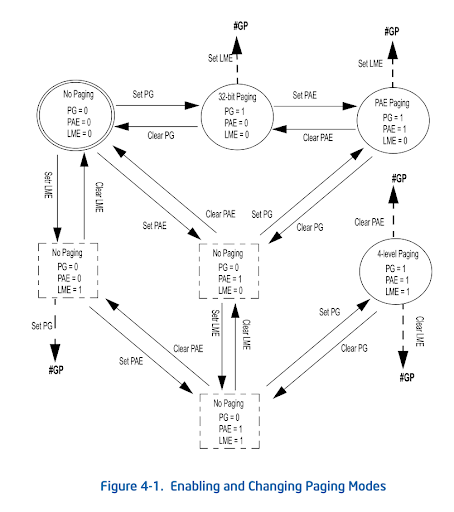 #GP
#GP
Set LME
Set LME
No Paging
PG = 0
PAE = 0
LME = 0
Set PG
Clear PG
32-bit Paging
PG = 1
PAE = 0
LME = 0
Set PAE
Clear PAE
PAE Paging
PG = 1
PAE = 1
LME = 0
Setr LME
Clear LME
Set PAE
Clear PAE
Set PG
Clear PG
#GP
Clear PAE
No Paging
PG = 0
PAE = 0
LME = 1
No Paging
PG = 0
PAE = 1
LME = 0
4-level Paging
PG = 1
PAE = 1
LME = 1
Set PG
#GP
Set PAE
Clear PAE
Setr LME
Clear LME
Set PG
Clear PG
Clear LME
#GP
No Paging
PG = 0
PAE = 1
LME = 1
Figure 4-1. Enabling and Changing Paging Modes